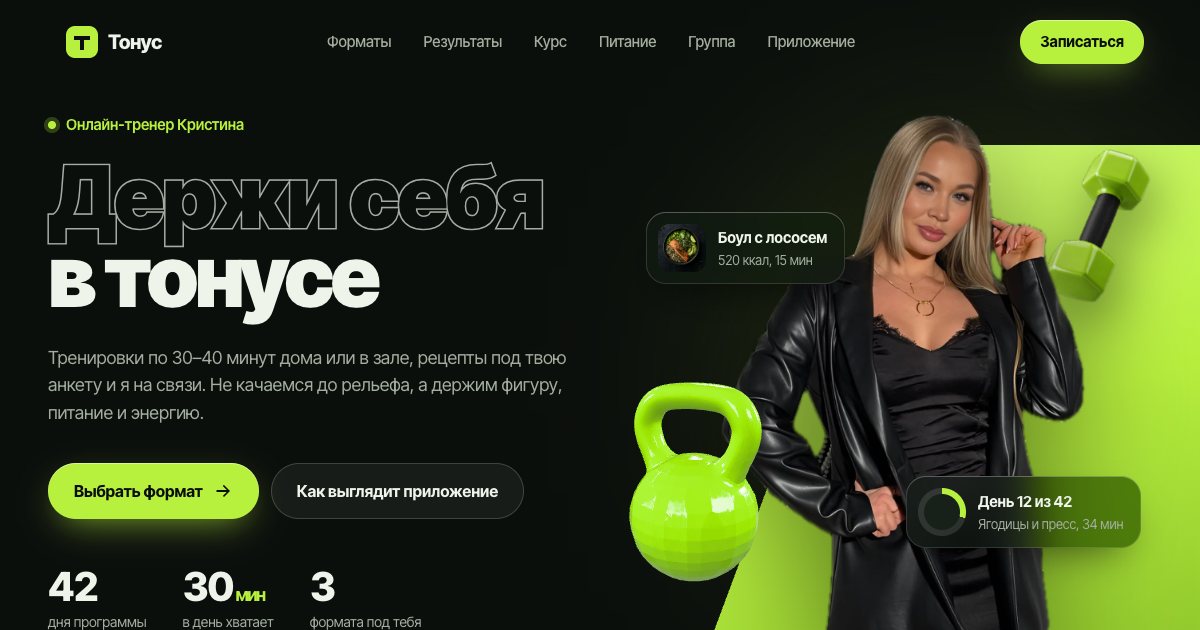 Т Тонус
Форматы Результаты Курс Питание Группа Приложение
Записаться
Онлайн-тренер Кристина
Держи себя
в тонусе
Тренировки по 30–40 минут дома или в зале, рецепты под твою
анкету и я на связи. Не качаемся до рельефа, а держим фигуру,
питание и энергию.
Выбрать формат →
Как выглядит приложение
42
дня программы
30 мин
в день хватает
3
формата под тебя
Боул с лососем
520 ккал, 15 мин
День 12 из 42
Ягодицы и пресс, 34 мин